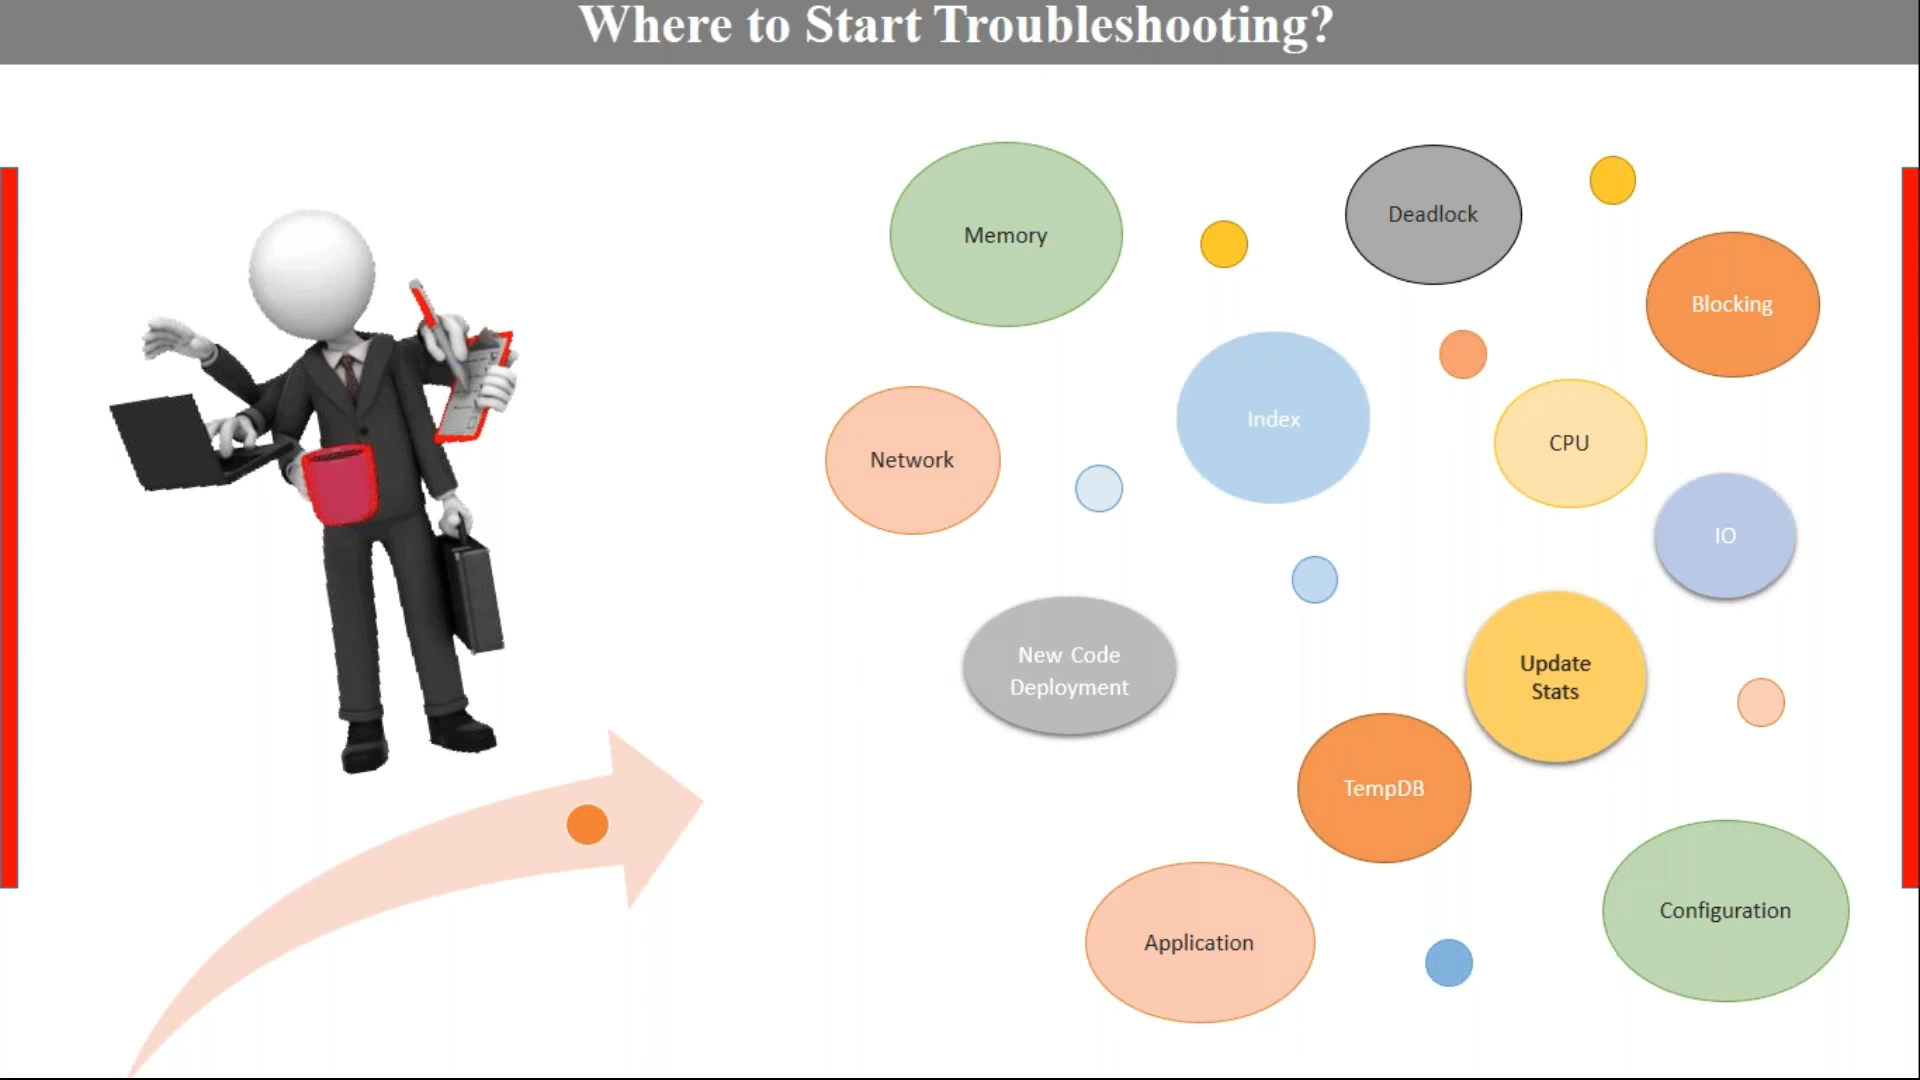 Where to Start Troubleshooting?
Memory
Deadlock
Blocking
Index
CPU
Network
IO
New Code
Deployment
Update
Stats
TempDB
Configuration
Application